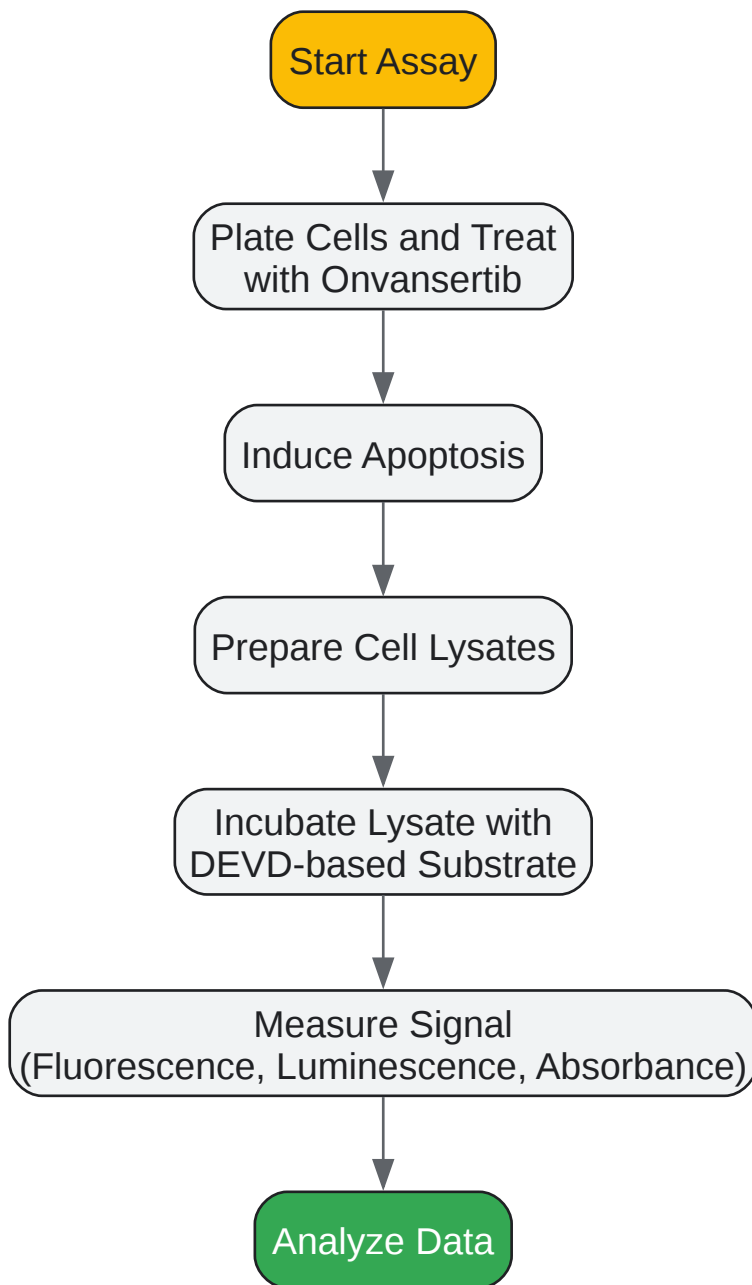 Start Assay
Plate Cells and Treat
with Onvansertib
Induce Apoptosis
Prepare Cell Lysates
Incubate Lysate with
DEVD-based Substrate
Measure Signal
(Fluorescence, Luminescence, Absorbance)
Analyze Data